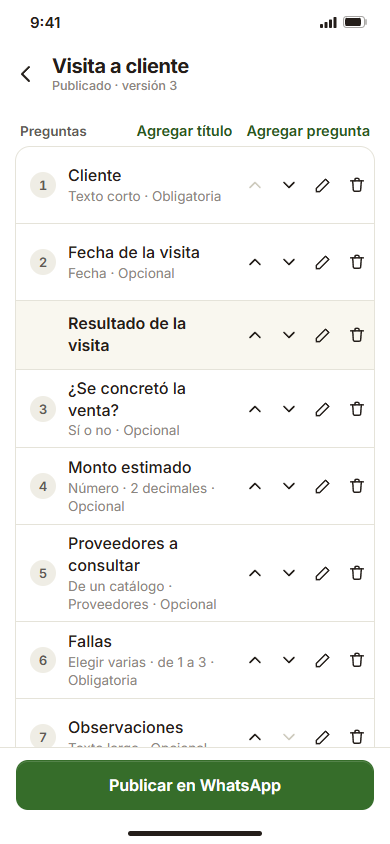 9:41
Visita a cliente
Publicado · versión 3
Preguntas Agregar título Agregar pregunta
1 Cliente
Texto corto · Obligatoria
2 Fecha de la visita
Fecha · Opcional
Resultado de la
visita
3 ¿Se concretó la
venta?
Sí o no · Opcional
4 Monto estimado
Número · 2 decimales ·
Opcional
5 Proveedores a
consultar
De un catálogo ·
Proveedores · Opcional
6 Fallas
Elegir varias · de 1 a 3 ·
Obligatoria
7 Observaciones
Texto largo · Opcional
Publicar en WhatsApp